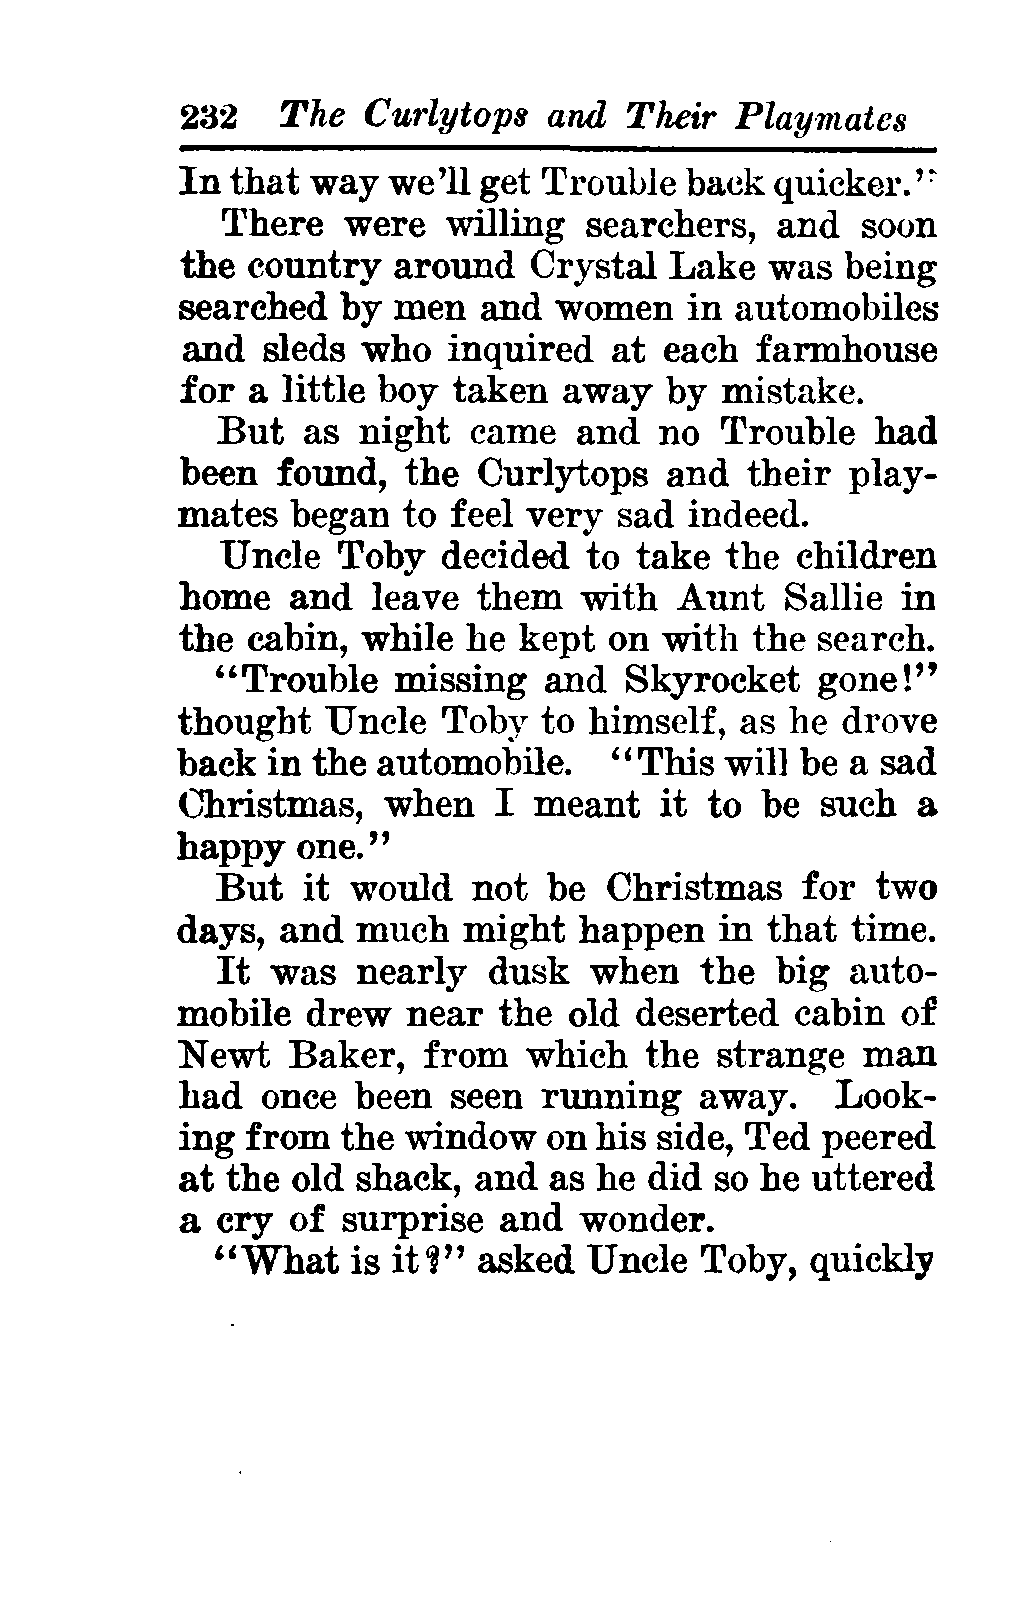 232 The Curlytops and Their Playmates
In that way we'll get Trouble back quicker."
There were willing searchers, and soon
the country around Crystal Lake was being
searched by men and women in automobiles
and sleds who inquired at each farmhouse
for a little boy taken away by mistake.
But as night came and no Trouble had
been found, the Curlytops and their play-
mates began to feel very sad indeed.
Uncle Toby decided to take the children
home and leave them with Aunt Sallie in
the cabin, while he kept on with the search.
"Trouble missing and Skyrocket gone!"
thought Uncle Toby to himself, as he drove
back in the automobile. "This will be a sad
Christmas, when I meant it to be such a
happy one."
But it would not be Christmas for two
days, and much might happen in that time.
It was nearly dusk when the big auto-
mobile drew near the old deserted cabin of
Newt Baker, from which the strange man
had once been seen running away. Look-
ing from the window on his side, Ted peered
at the old shack, and as he did so he uttered
a cry of surprise and wonder.
"What is it?" asked Uncle Toby, quickly